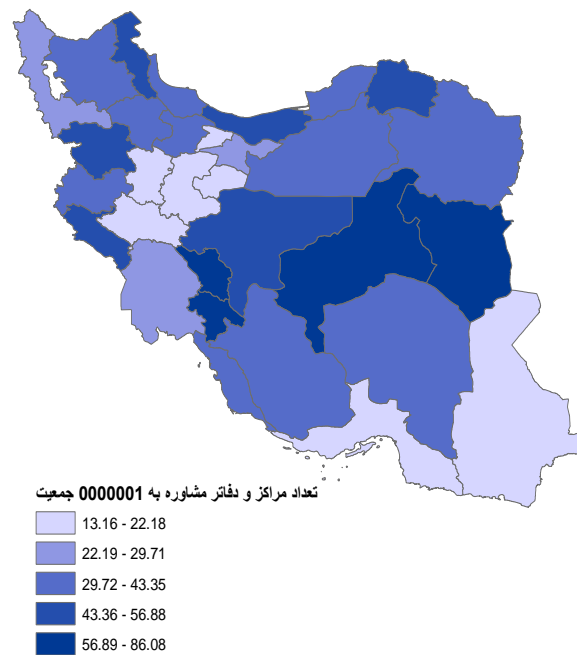 تعداد مراکز و دفاتر مشاوره به 0000001 جمعیت
13.16 - 22.18
22.19 - 29.71
29.72 - 43.35
43.36 - 56.88
56.89 - 86.08